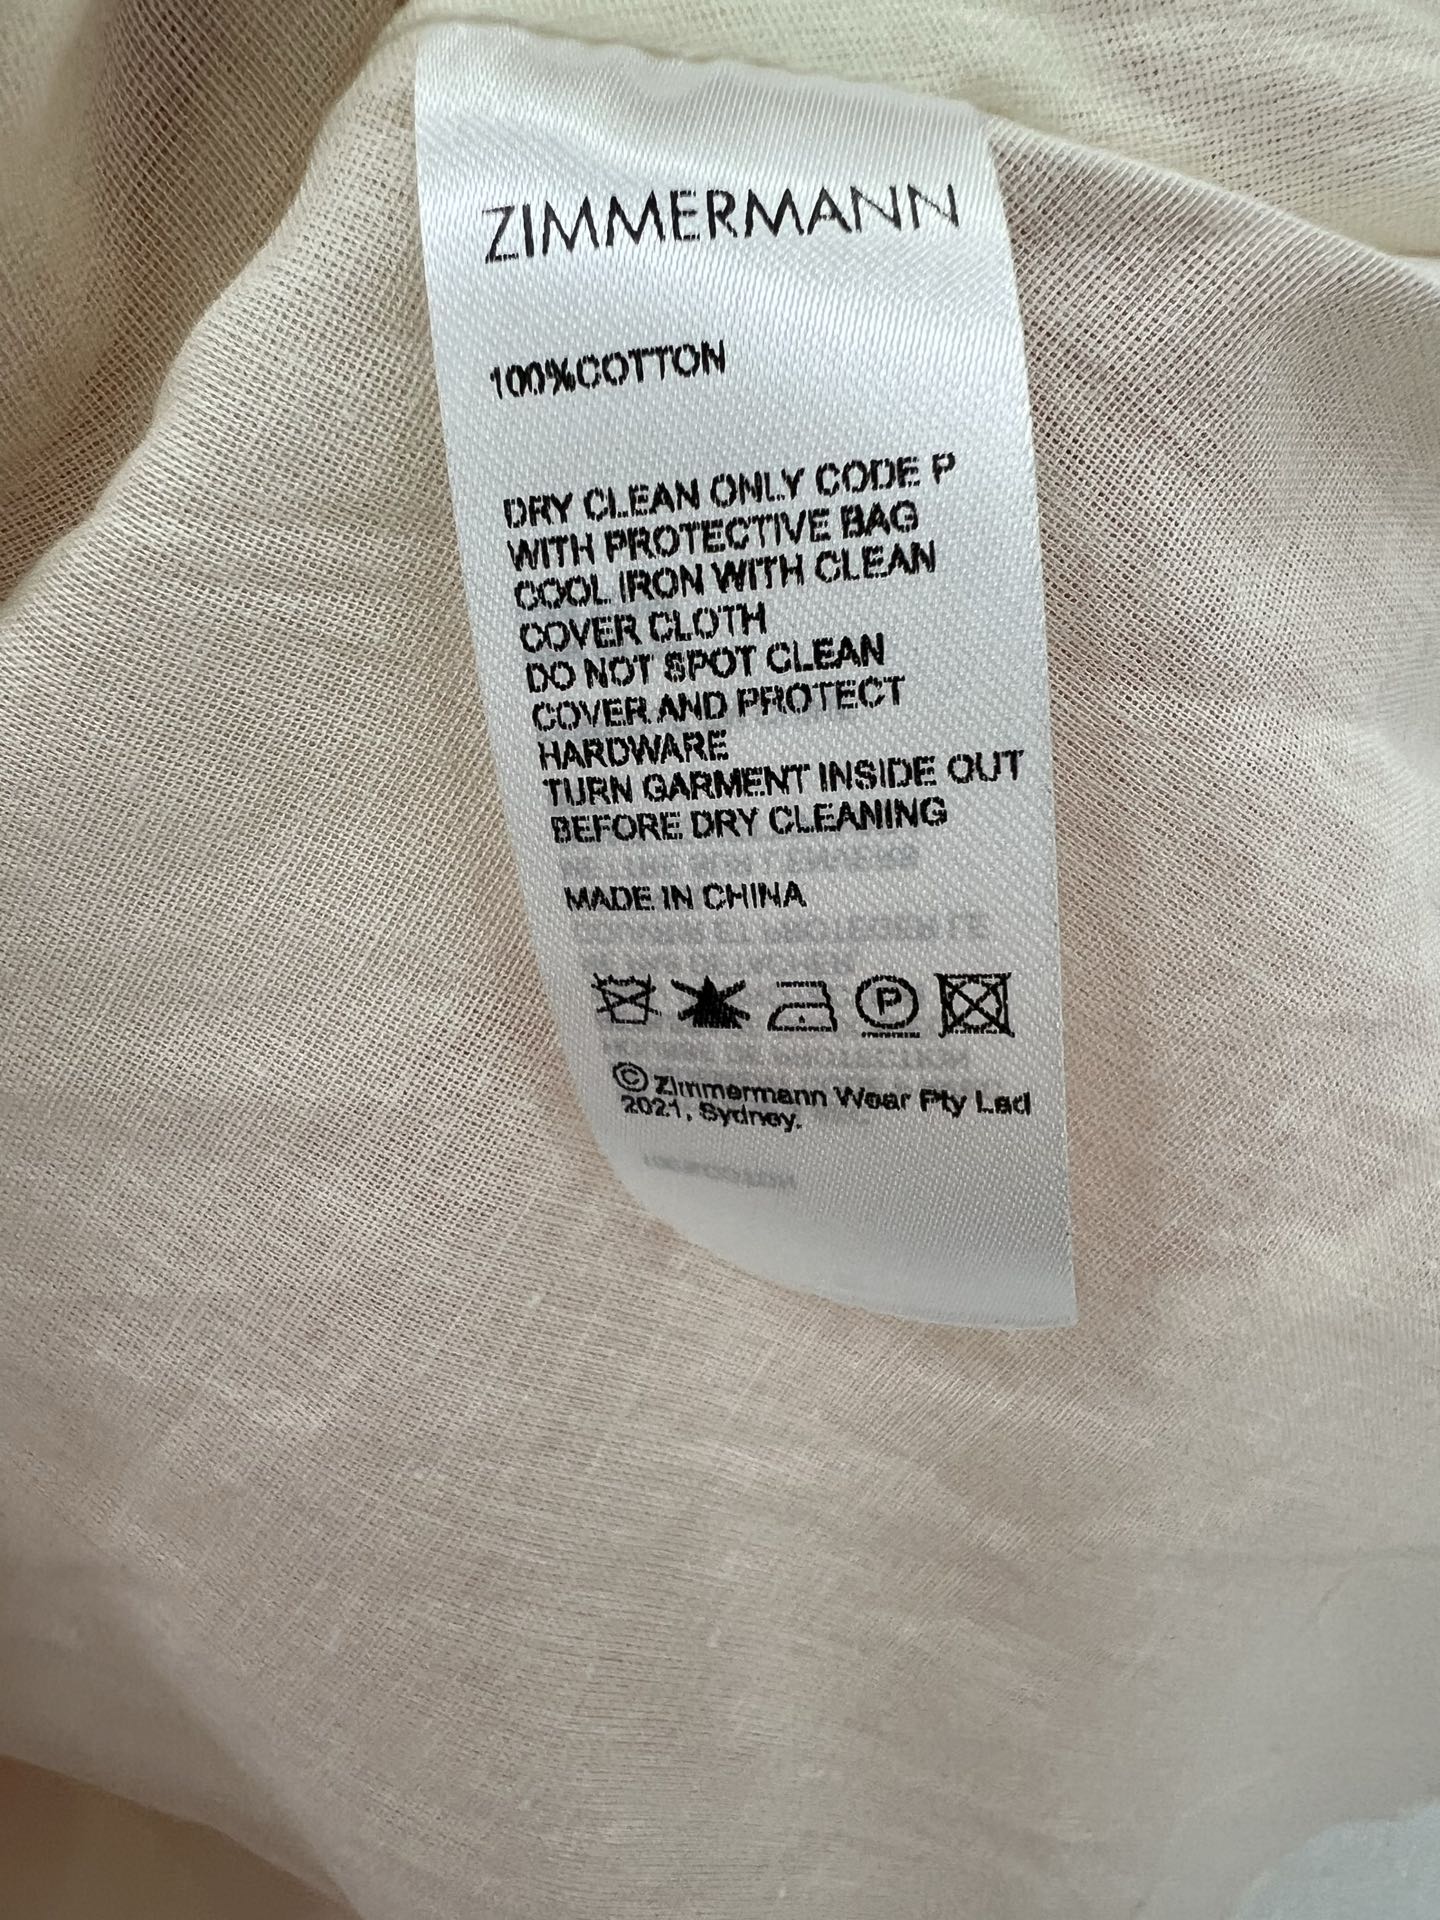 ZIMMERMANN
100%COTTON
DRY CLEAN ONLY CODE P
WITH PROTECTIVE BAG
COOL IRON WITH CLEAN
COVER CLOTH
DO NOT SPOT CLEAN
COVER AND PROTECT
HARDWARE
TURN GARMENT INSIDE OUT
BEFORE DRY CLEANING
MADE IN CHINA
P
© Zimmermann Wear Pty Lad
2021, Sydney.